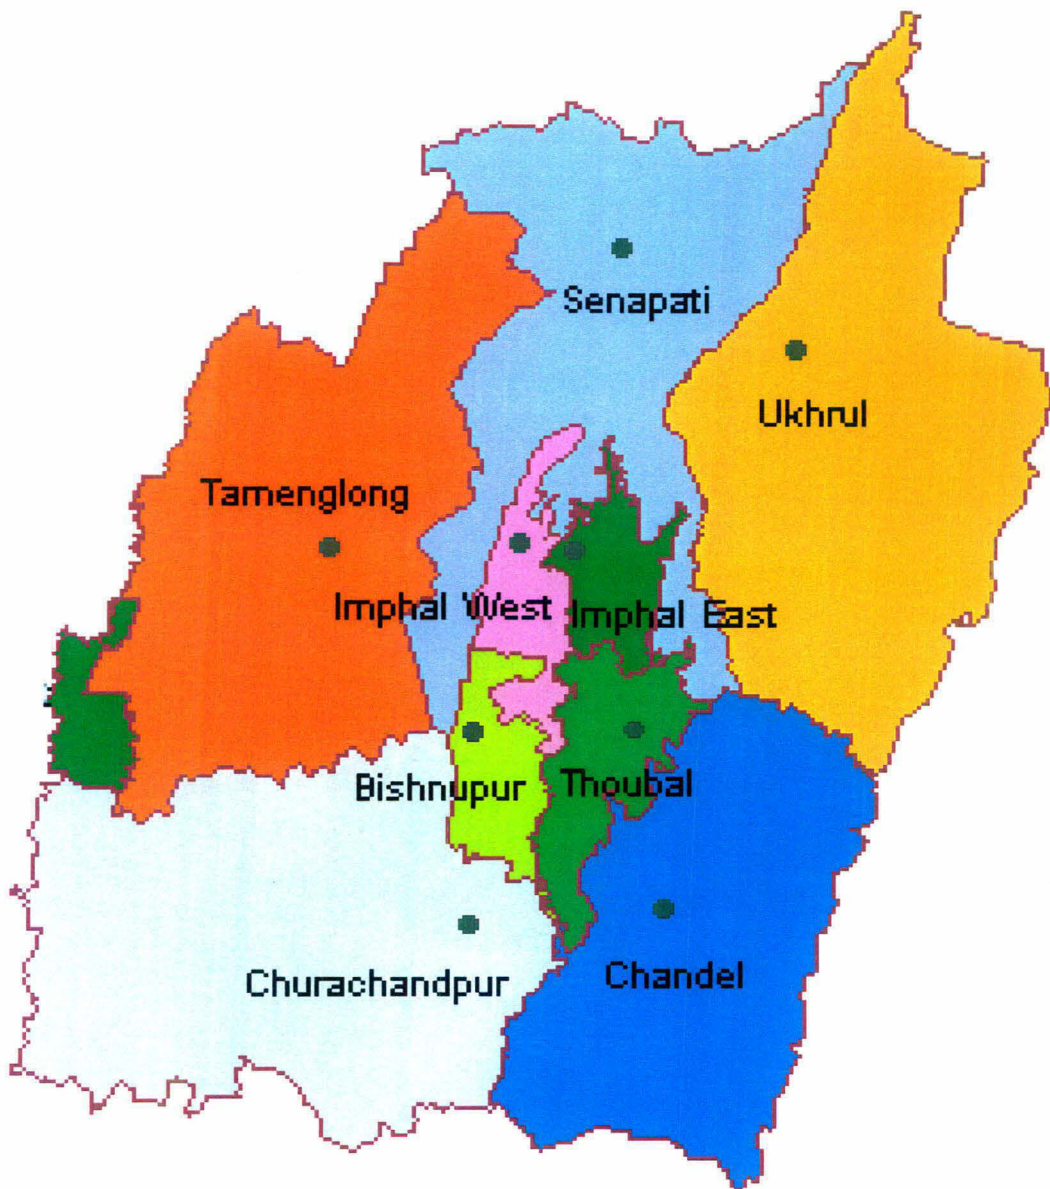 Senapati
Ukhrul
Tamenglong
Imphal West
Imphal East
Bishnupur
Thoubal
Churachandpur
Chandel